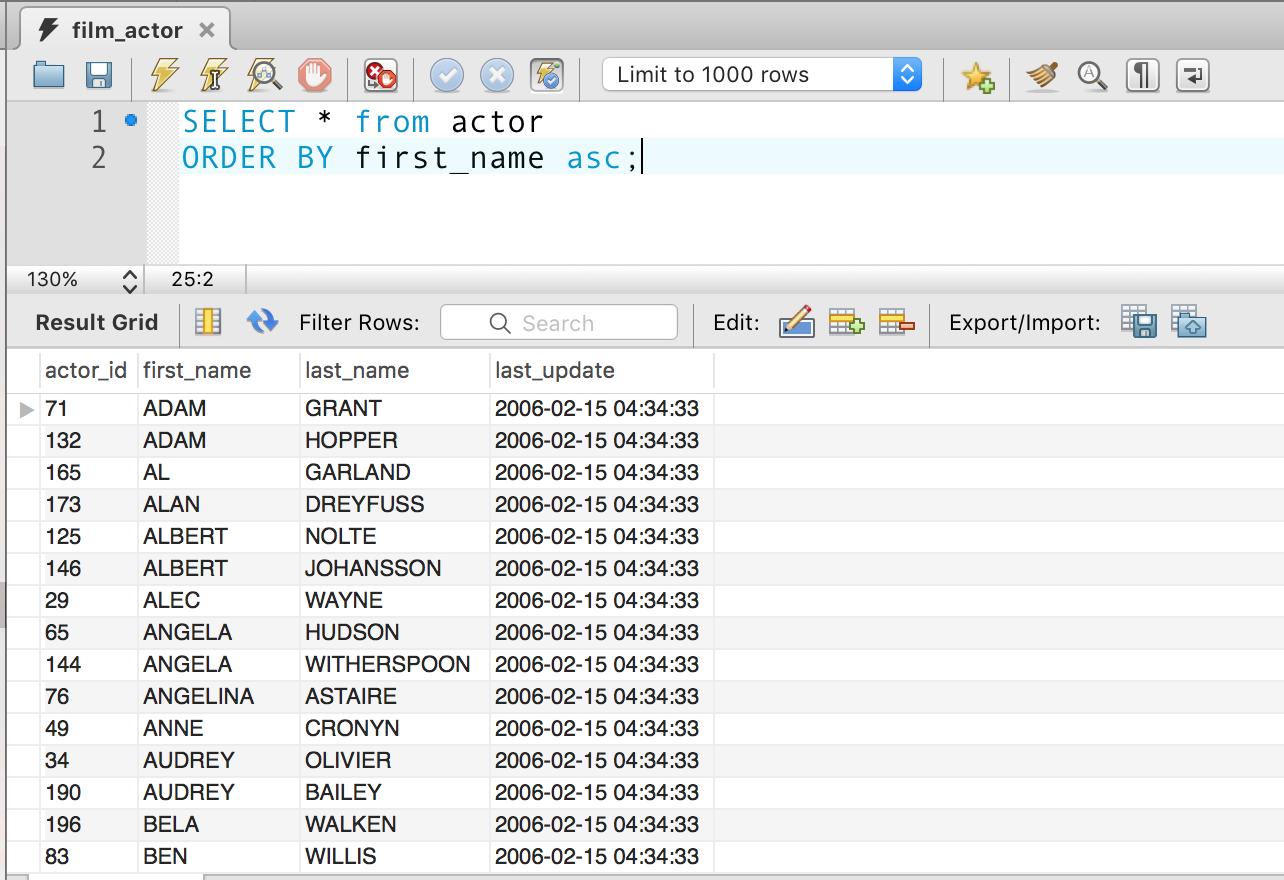 film_actor
Limit to 1000 rows
1 SELECT * from actor
2 ORDER BY first_name asc;
130% 25:2
Result Grid Filter Rows: Search Edit: Export/Import:
actor_id first_name last_name last_update
71 ADAM GRANT 2006-02-15 04:34:33
132 ADAM HOPPER 2006-02-15 04:34:33
165 AL GARLAND 2006-02-15 04:34:33
173 ALAN DREYFUSS 2006-02-15 04:34:33
125 ALBERT NOLTE 2006-02-15 04:34:33
146 ALBERT JOHANSSON 2006-02-15 04:34:33
29 ALEC WAYNE 2006-02-15 04:34:33
65 ANGELA HUDSON 2006-02-15 04:34:33
144 ANGELA WITHERSPOON 2006-02-15 04:34:33
76 ANGELINA ASTAIRE 2006-02-15 04:34:33
49 ANNE CRONYN 2006-02-15 04:34:33
34 AUDREY OLIVIER 2006-02-15 04:34:33
190 AUDREY BAILEY 2006-02-15 04:34:33
196 BELA WALKEN 2006-02-15 04:34:33
83 BEN WILLIS 2006-02-15 04:34:33